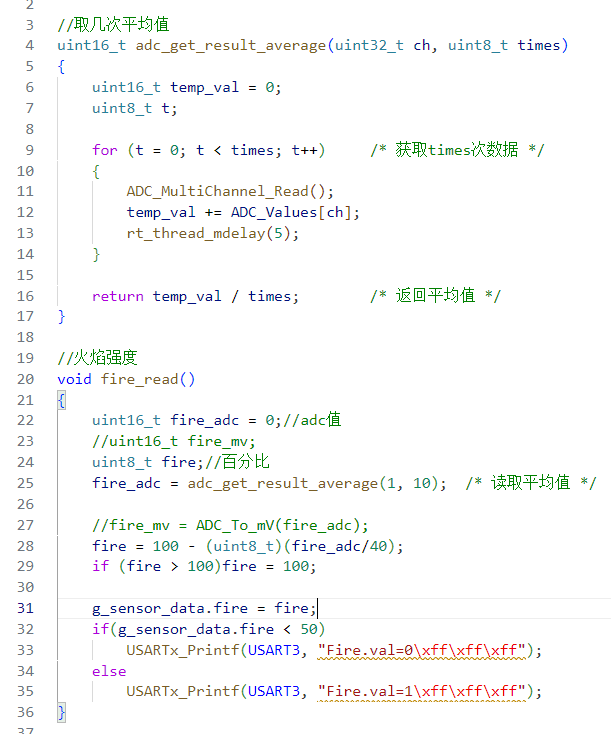 2
3 //取几次平均值
4 uint16_t adc_get_result_average(uint32_t ch, uint8_t times)
5 {
6     uint16_t temp_val = 0;
7     uint8_t t;
8
9     for (t = 0; t < times; t++)     /* 获取times次数据 */
10     {
11         ADC_MultiChannel_Read();
12         temp_val += ADC_Values[ch];
13         rt_thread_mdelay(5);
14     }
15
16     return temp_val / times;        /* 返回平均值 */
17 }
18
19 //火焰强度
20 void fire_read()
21 {
22     uint16_t fire_adc = 0;//adc值
23     //uint16_t fire_mv;
24     uint8_t fire;//百分比
25     fire_adc = adc_get_result_average(1, 10);  /* 读取平均值 */
26
27     //fire_mv = ADC_To_mV(fire_adc);
28     fire = 100 - (uint8_t)(fire_adc/40);
29     if (fire > 100)fire = 100;
30
31     g_sensor_data.fire = fire;
32     if(g_sensor_data.fire < 50)
33         USARTx_Printf(USART3, "Fire.val=0\xff\xff\xff");
34     else
35         USARTx_Printf(USART3, "Fire.val=1\xff\xff\xff");
36 }
37